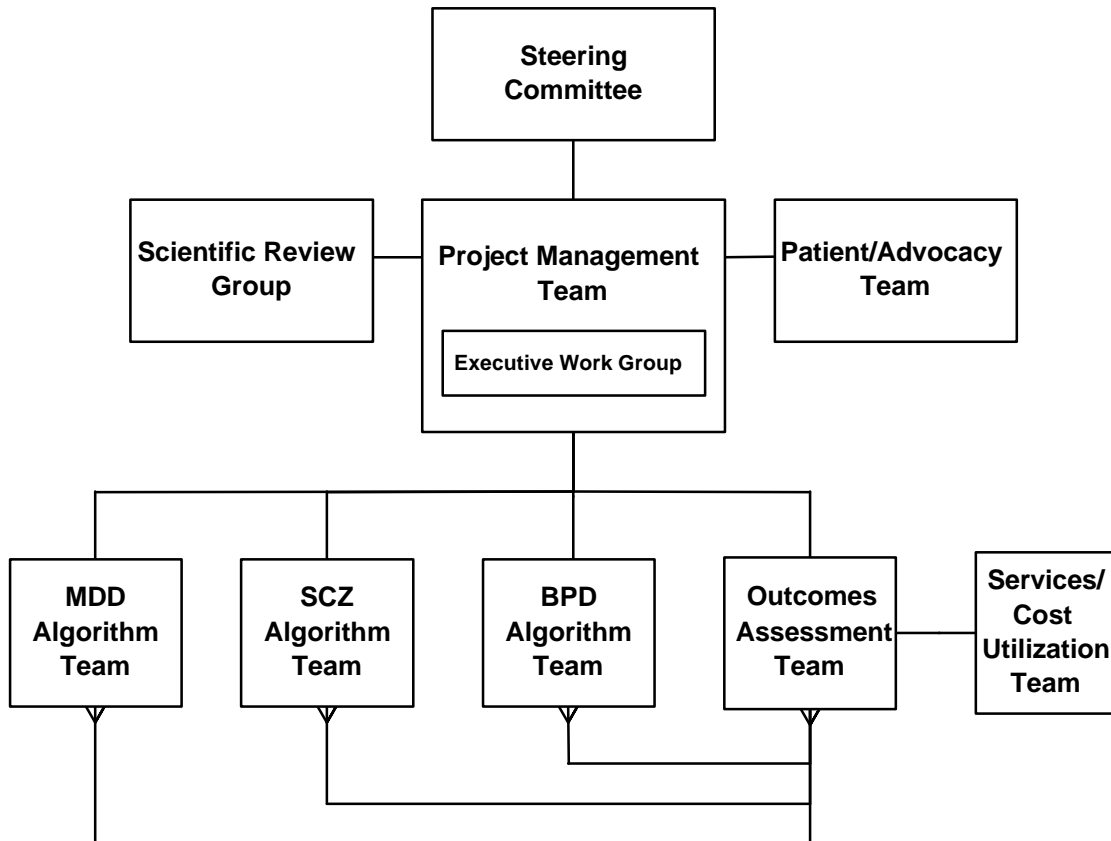 Steering
Committee
Scientific Review
Group
Project Management
Team
Executive Work Group
Patient/Advocacy
Team
MDD
Algorithm
Team
SCZ
Algorithm
Team
BPD
Algorithm
Team
Outcomes
Assessment
Team
Services/
Cost
Utilization
Team